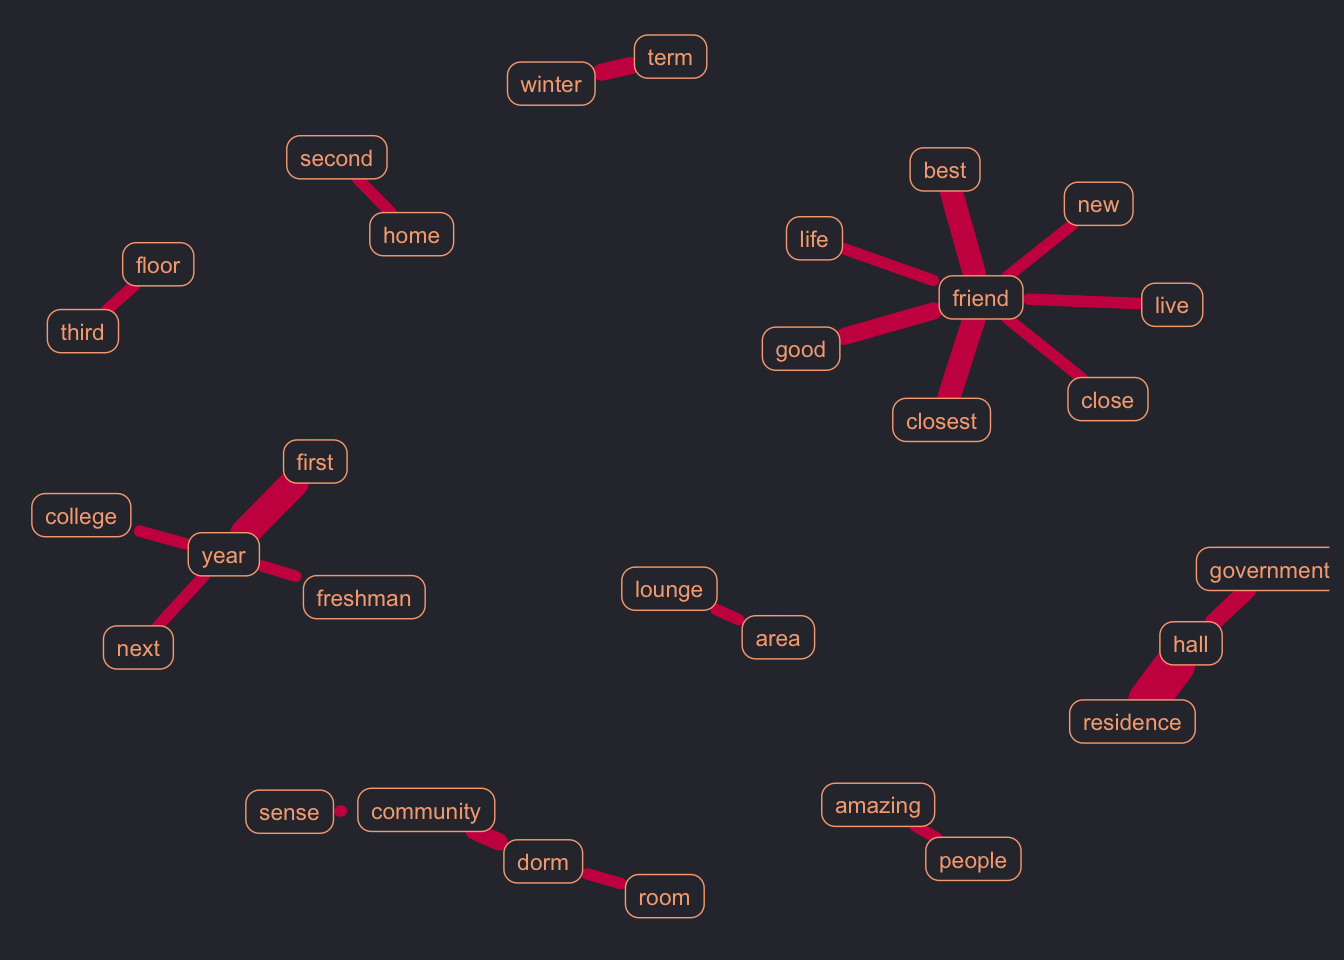 term
winter
second
home
best
new
life
floor
friend
live
third
good
close
closest
first
college
year
freshman
next
lounge
area
government
hall
residence
sense
community
amazing
dorm
people
room